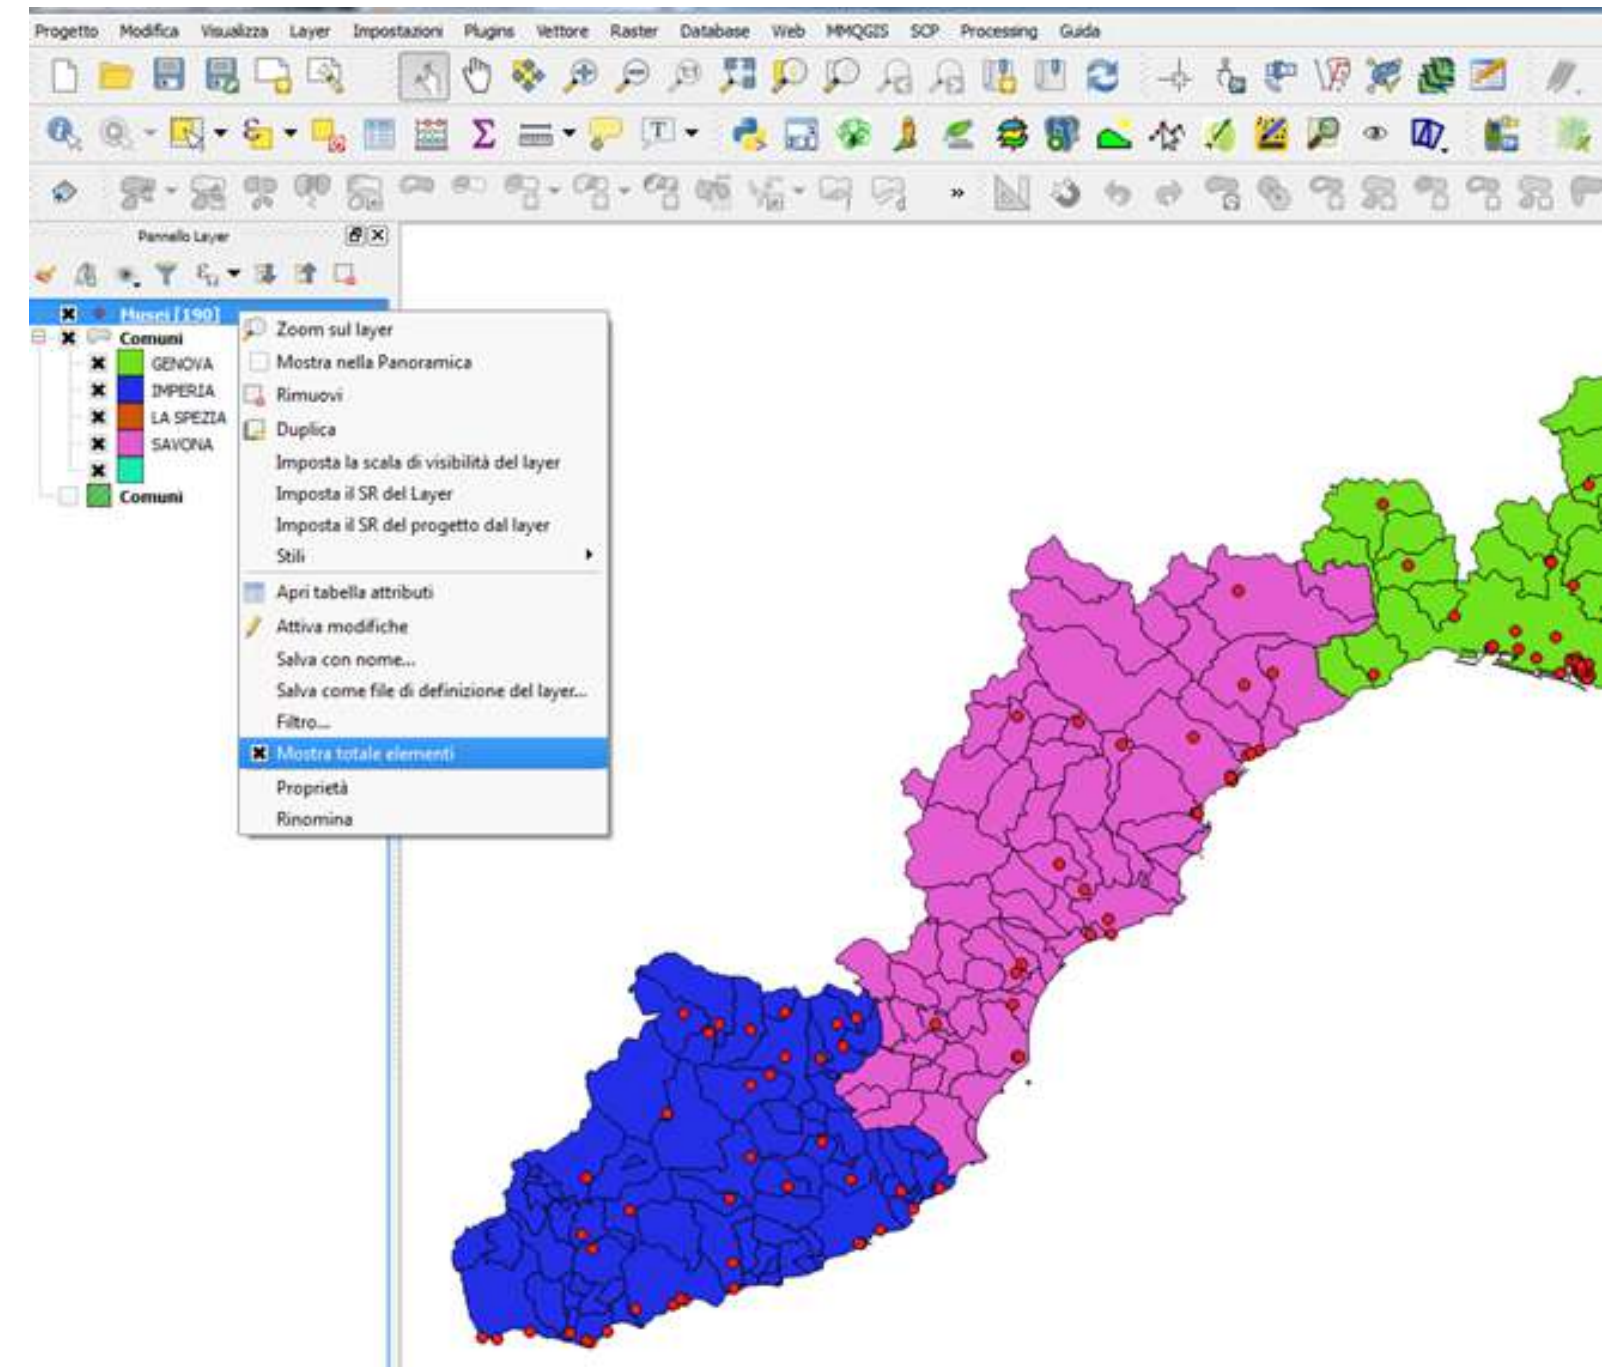 Progetto Modifica Visualizza Layer Impostazioni Plugins Vettore Raster Database Web MMQGIS SCP Processing Guida
Pannello Layer
Musei [190]
Comuni
GENOVA
IMPERIA
LA SPEZIA
SAVONA
Comuni
Zoom sul layer
Mostra nella Panoramica
Rimuovi
Duplica
Imposta la scala di visibilità del layer
Imposta il SR del Layer
Imposta il SR del progetto dal layer
Stili
Apri tabella attributi
Attiva modifiche
Salva con nome...
Salva come file di definizione del layer...
Filtro...
Mostra totale elementi
Proprietà
Rinomina